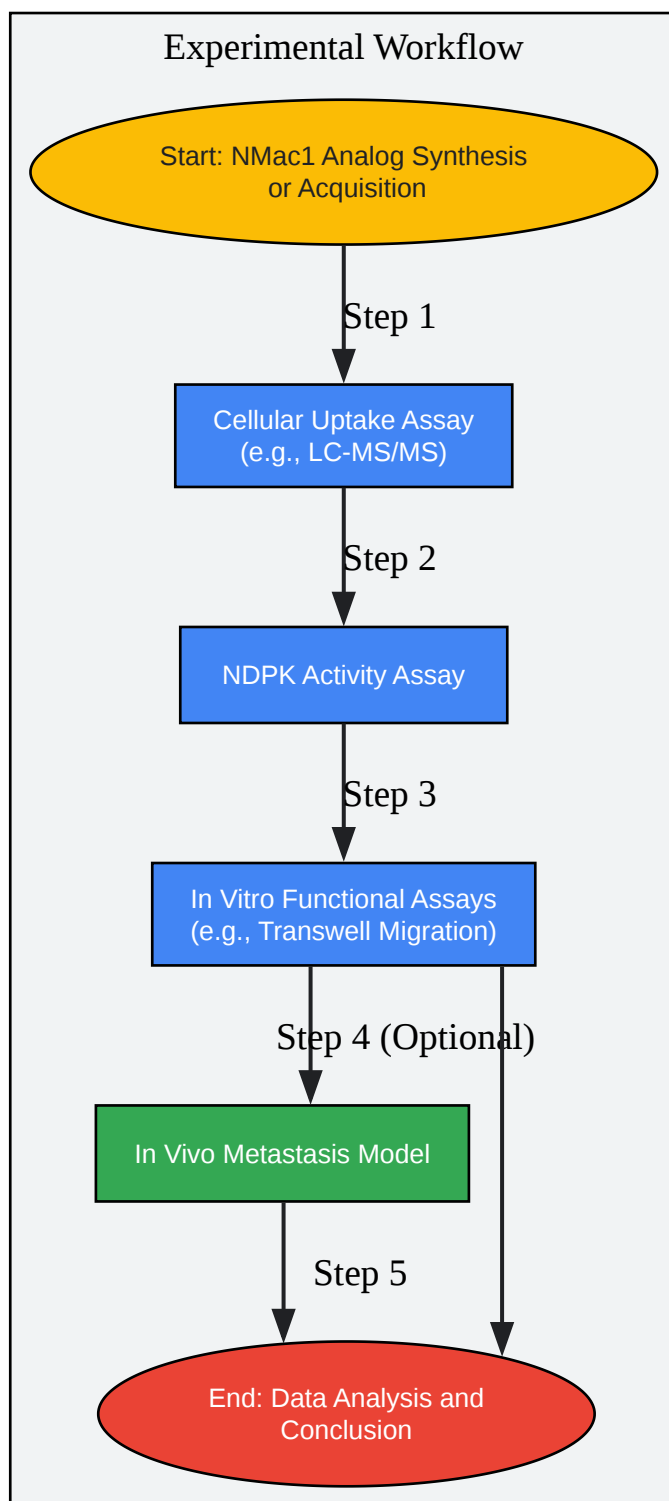 Experimental Workflow
Start: NMac1 Analog Synthesis
or Acquisition
Step 1
Cellular Uptake Assay
(e.g., LC-MS/MS)
Step 2
NDPK Activity Assay
Step 3
In Vitro Functional Assays
(e.g., Transwell Migration)
Step 4 (Optional)
In Vivo Metastasis Model
Step 5
End: Data Analysis and
Conclusion